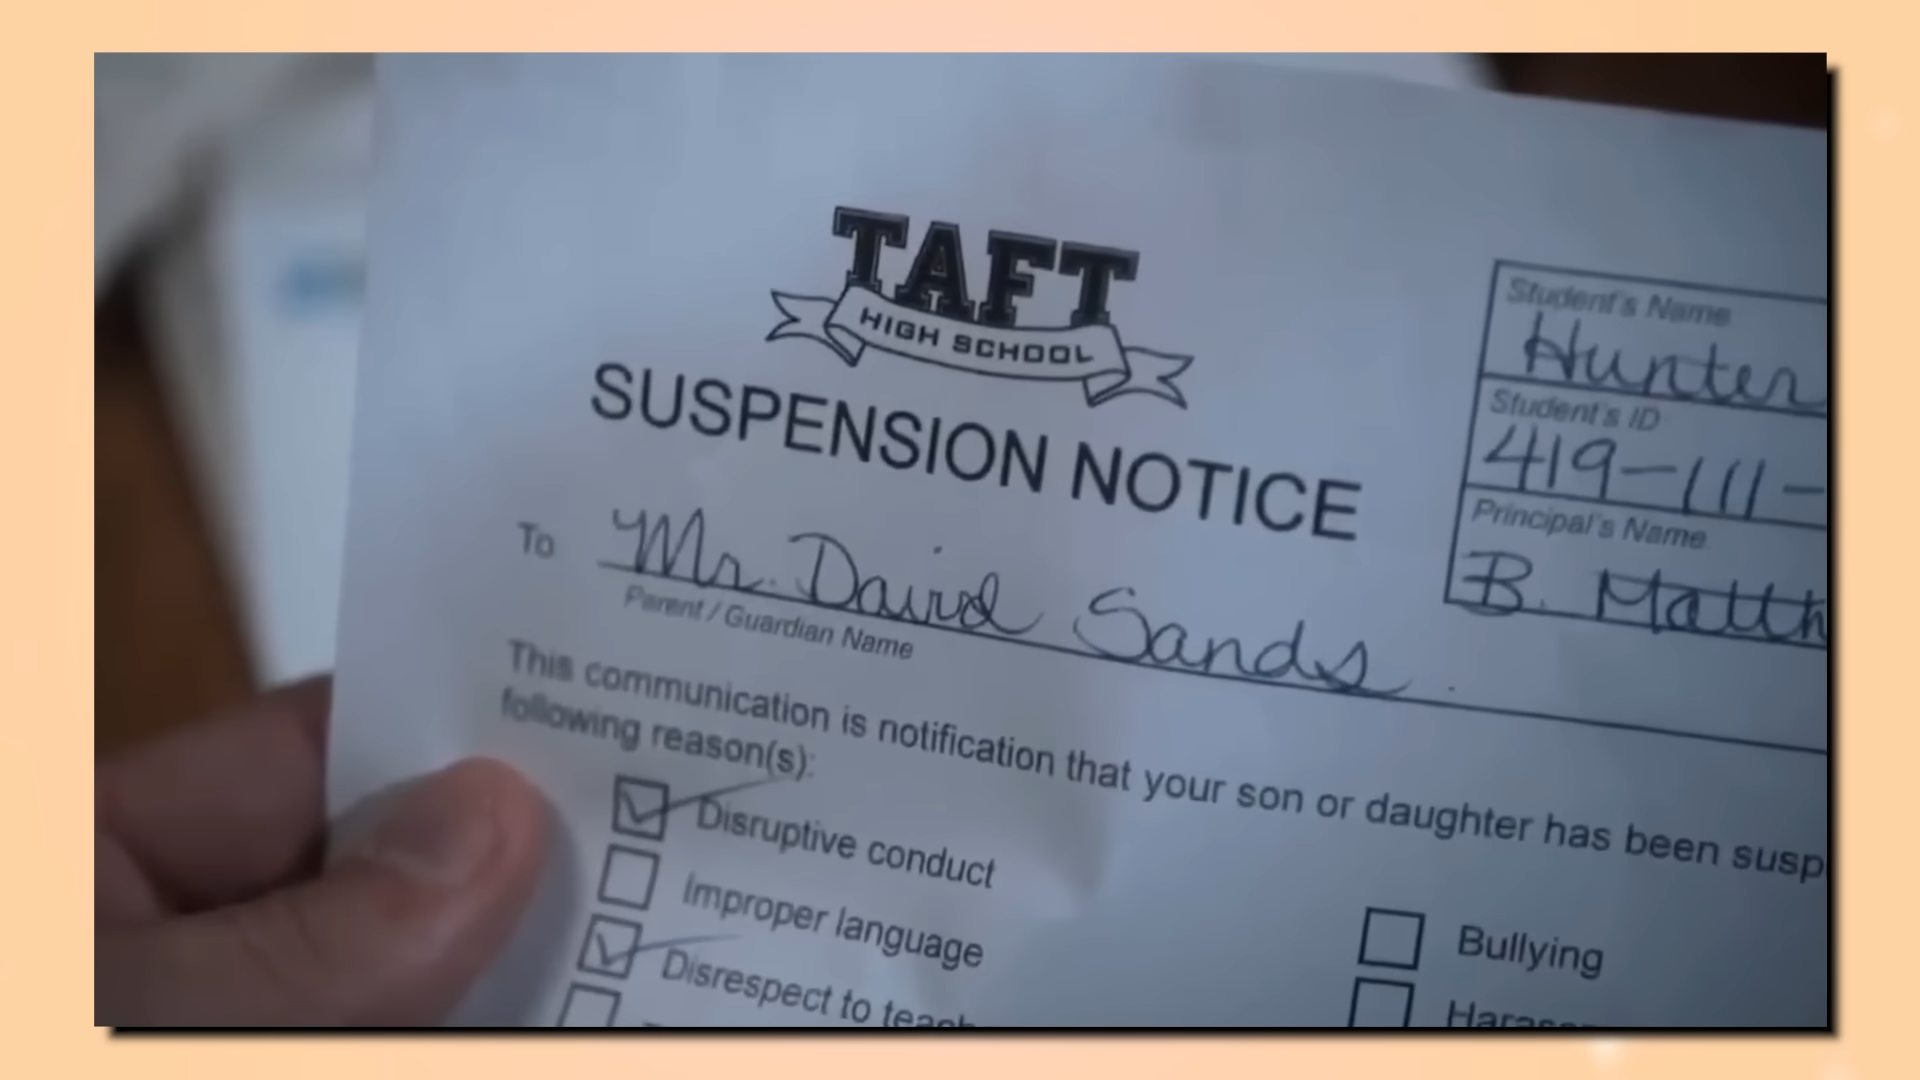 TAFT
HIGH SCHOOL
SUSPENSION NOTICE
Student's Name
Hunter
Student's ID
419-111-
Principal's Name
B. Matth
To Mr. David Sands
Parent / Guardian Name
This communication is notification that your son or daughter has been susp
following reason(s):
Disruptive conduct
Improper language
Disrespect to teach
Bullying
Harass